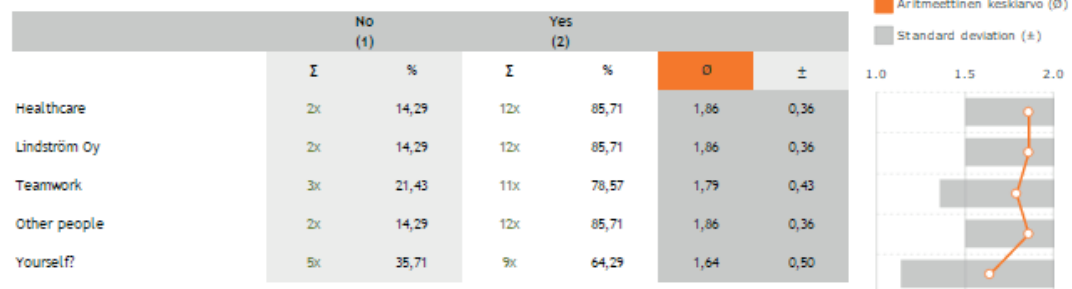 No Yes
(1) (2)
Σ % Σ % Ø ±
Healthcare 2x 14,29 12x 85,71 1,86 0,36
Lindström Oy 2x 14,29 12x 85,71 1,86 0,36
Teamwork 3x 21,43 11x 78,57 1,79 0,43
Other people 2x 14,29 12x 85,71 1,86 0,36
Yourself? 5x 35,71 9x 64,29 1,64 0,50
Aritmeettinen keskiarvo (Ø)
Standard deviation (±)
1.0 1.5 2.0